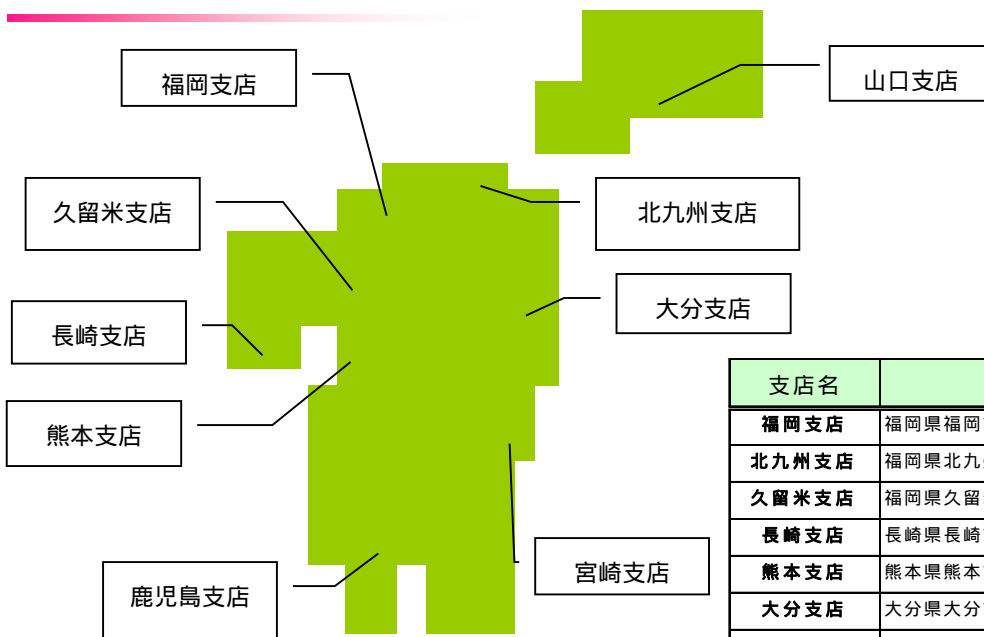 福岡支店
山口支店
久留米支店
北九州支店
大分支店
長崎支店
熊本支店
宮崎支店
鹿児島支店
支店名
福岡支店 福岡県福岡
北九州支店 福岡県北九
久留米支店 福岡県久留
長崎支店 長崎県長崎
熊本支店 熊本県熊本
大分支店 大分県大分